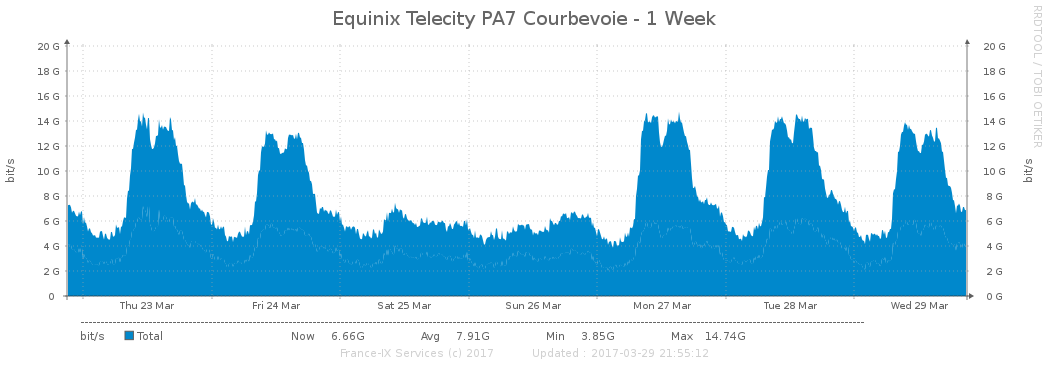 Equinix Telecity PA7 Courbevoie - 1 Week
RRDTOOL / TOBI OETIKER
20 G 20 G
18 G 18 G
16 G 16 G
14 G 14 G
12 G 12 G
10 G 10 G
8 G 8 G
6 G 6 G
4 G 4 G
2 G 2 G
0 0 G
bit/s
bit/s
Thu 23 Mar Fri 24 Mar Sat 25 Mar Sun 26 Mar Mon 27 Mar Tue 28 Mar Wed 29 Mar
bit/s Total Now 6.66G Avg 7.91G Min 3.85G Max 14.74G
France-IX Services (c) 2017 Updated : 2017-03-29 21:55:12